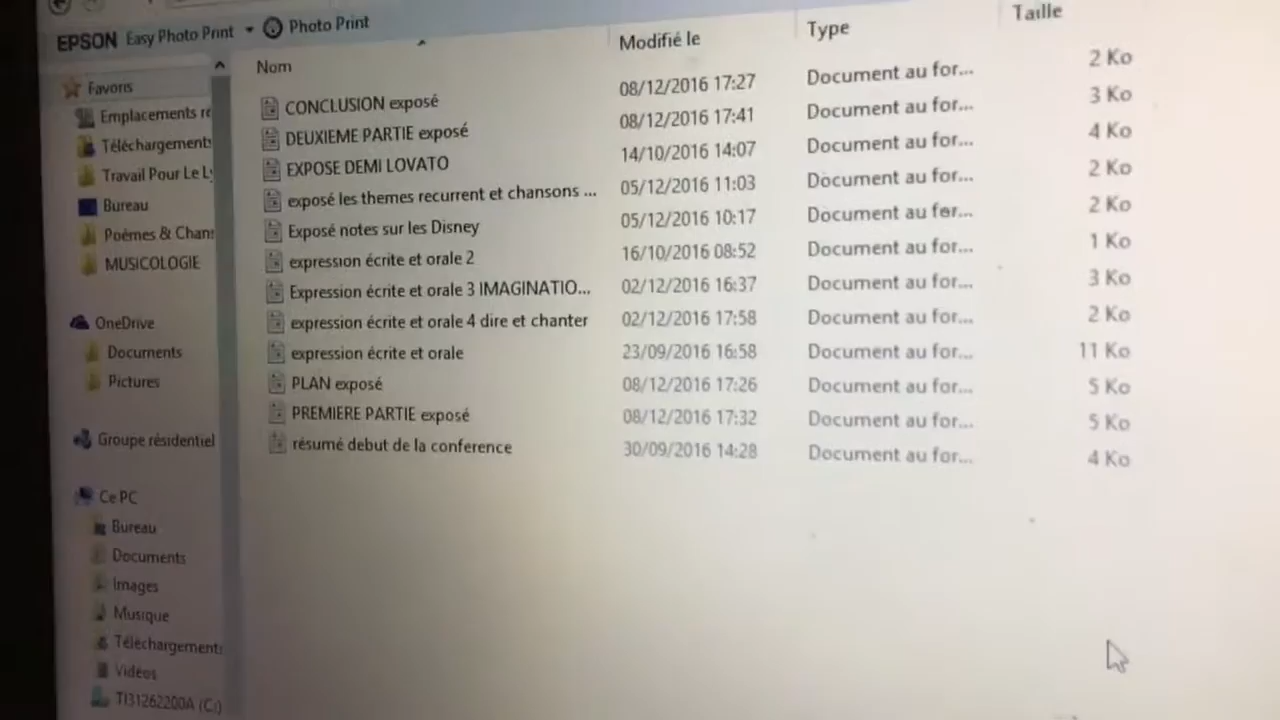 EPSON Easy Photo Print Photo Print
Nom Modifié le Type Taille
CONCLUSION exposé 08/12/2016 17:27 Document au for... 2 Ko
DEUXIEME PARTIE exposé 08/12/2016 17:41 Document au for... 3 Ko
EXPOSE DEMI LOVATO 14/10/2016 14:07 Document au for... 4 Ko
exposé les themes recurrent et chansons ... 05/12/2016 11:03 Document au for... 2 Ko
Exposé notes sur les Disney 05/12/2016 10:17 Document au for... 2 Ko
expression écrite et orale 2 16/10/2016 08:52 Document au for... 1 Ko
Expression écrite et orale 3 IMAGINATIO... 02/12/2016 16:37 Document au for... 3 Ko
expression écrite et orale 4 dire et chanter 02/12/2016 17:58 Document au for... 2 Ko
expression écrite et orale 23/09/2016 16:58 Document au for... 11 Ko
PLAN exposé 08/12/2016 17:26 Document au for... 5 Ko
PREMIERE PARTIE exposé 08/12/2016 17:32 Document au for... 5 Ko
résumé debut de la conference 30/09/2016 14:28 Document au for... 4 Ko
Favoris
Emplacements re
Téléchargements
Travail Pour Le Ly
Bureau
Poèmes & Chans
MUSICOLOGIE
OneDrive
Documents
Pictures
Groupe résidentiel
Ce PC
Bureau
Documents
Images
Musique
Téléchargements
Vidéos
TI31262200A (C:)